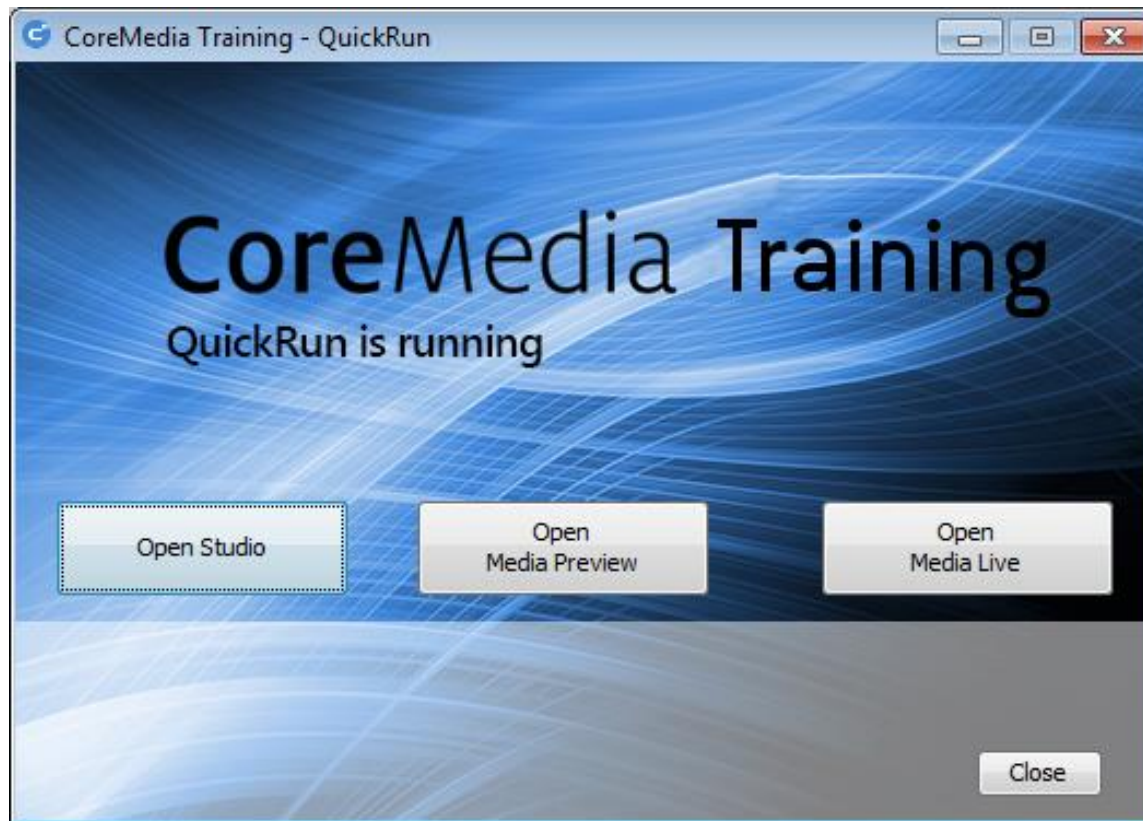 CoreMedia Training - QuickRun
CoreMedia Training
QuickRun is running
Open Studio
Open
Media Preview
Open
Media Live
Close